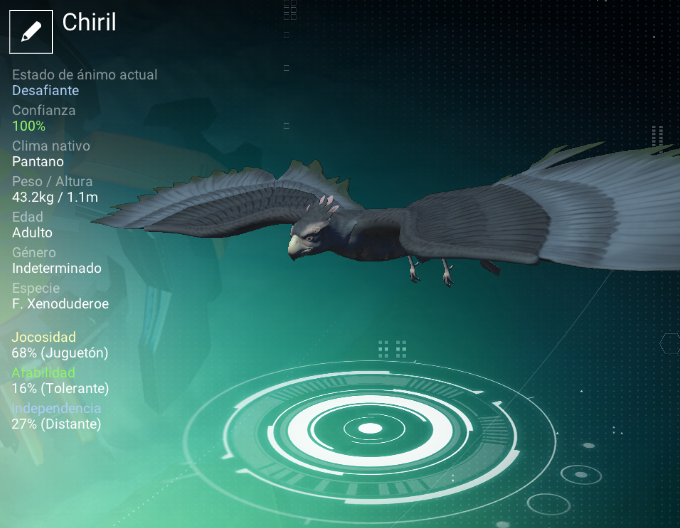 Chiril
Estado de ánimo actual
Desafiante
Confianza
100%
Clima nativo
Pantano
Peso / Altura
43.2kg / 1.1m
Edad
Adulto
Género
Indeterminado
Especie
F. Xenoduderoe
Jocosidad
68% (Juguetón)
Afabilidad
16% (Tolerante)
Independencia
27% (Distante)